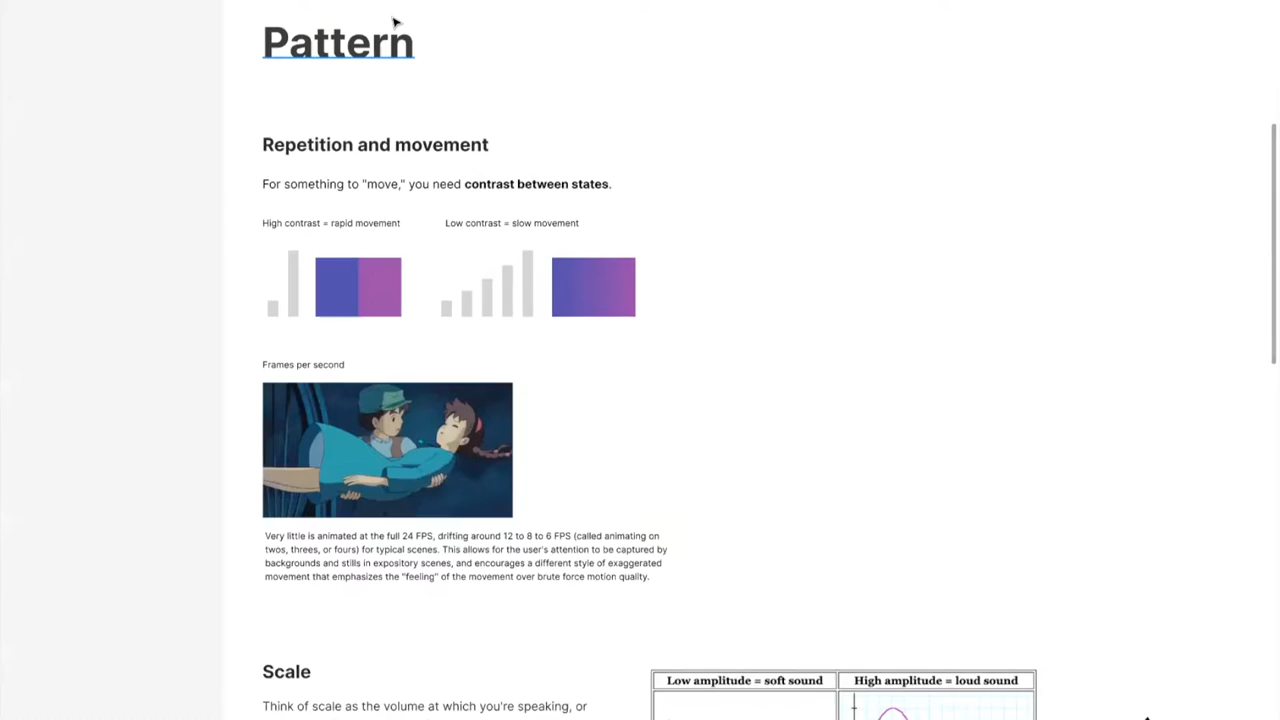 Pattern
Repetition and movement
For something to "move," you need contrast between states.
High contrast = rapid movement
Low contrast = slow movement
Frames per second
Very little is animated at the full 24 FPS, drifting around 12 to 8 to 6 FPS (called animating on
twos, threes, or fours) for typical scenes. This allows for the user's attention to be captured by
backgrounds and stills in expository scenes, and encourages a different style of exaggerated
movement that emphasizes the "feeling" of the movement over brute force motion quality.
Scale
Think of scale as the volume at which you're speaking, or
Low amplitude = soft sound
High amplitude = loud sound